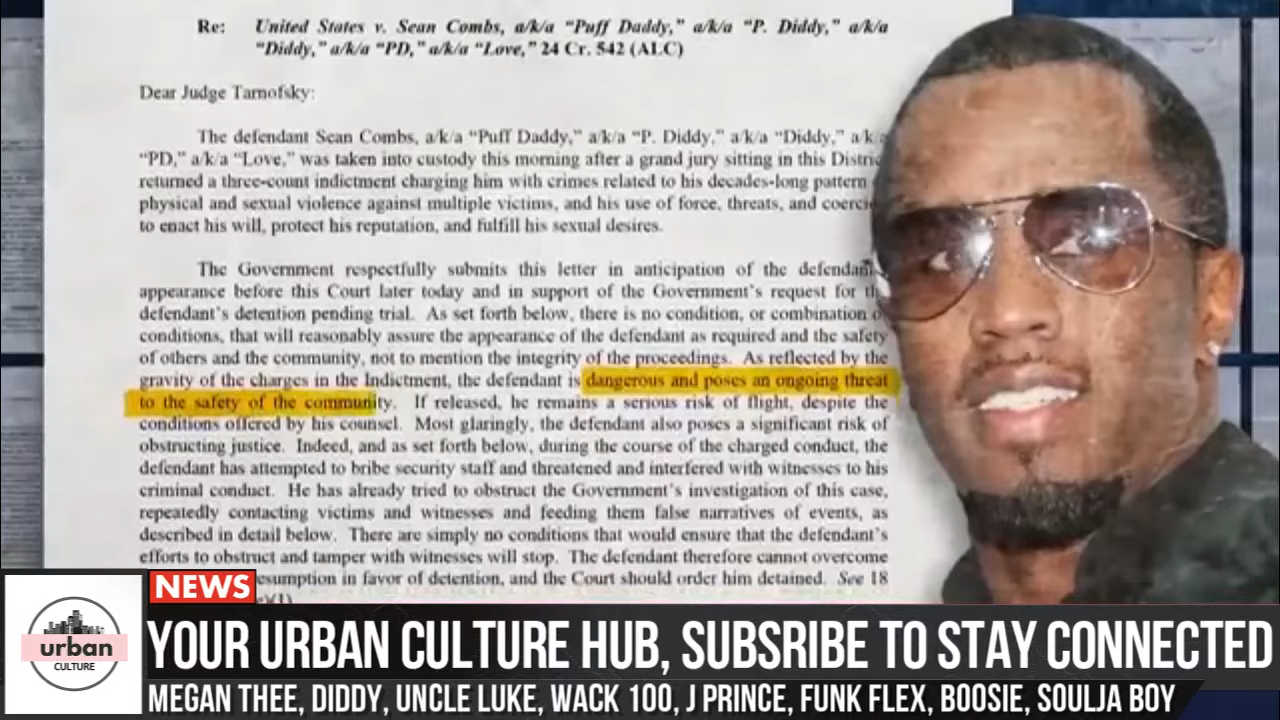 Re: United States v. Sean Combs, a/k/a “Puff Daddy,” a/k/a “P. Diddy,” a/k/a
“Diddy,” a/k/a “PD,” a/k/a “Love,” 24 Cr. 542 (ALC)
Dear Judge Tarnofsky:
The defendant Sean Combs, a/k/a “Puff Daddy,” a/k/a “P. Diddy,” a/k/a “Diddy,” a/k/a
“PD,” a/k/a “Love,” was taken into custody this morning after a grand jury sitting in this Distric
returned a three-count indictment charging him with crimes related to his decades-long pattern
physical and sexual violence against multiple victims, and his use of force, threats, and coerci
to enact his will, protect his reputation, and fulfill his sexual desires.
The Government respectfully submits this letter in anticipation of the defendan
appearance before this Court later today and in support of the Government’s request for th
defendant’s detention pending trial. As set forth below, there is no condition, or combination o
conditions, that will reasonably assure the appearance of the defendant as required and the safety
of others and the community, not to mention the integrity of the proceedings. As reflected by the
gravity of the charges in the Indictment, the defendant is dangerous and poses an ongoing threat
to the safety of the community. If released, he remains a serious risk of flight, despite the
conditions offered by his counsel. Most glaringly, the defendant also poses a significant risk of
obstructing justice. Indeed, and as set forth below, during the course of the charged conduct, the
defendant has attempted to bribe security staff and threatened and interfered with witnesses to his
criminal conduct. He has already tried to obstruct the Government’s investigation of this case,
repeatedly contacting victims and witnesses and feeding them false narratives of events, as
described in detail below. There are simply no conditions that would ensure that the defendant’s
efforts to obstruct and tamper with witnesses will stop. The defendant therefore cannot overcome
esumption in favor of detention, and the Court should order him detained. See 18
NEWS
urban
CULTURE
YOUR URBAN CULTURE HUB, SUBSRIBE TO STAY CONNECTED
MEGAN THEE, DIDDY, UNCLE LUKE, WACK 100, J PRINCE, FUNK FLEX, BOOSIE, SOULJA BOY